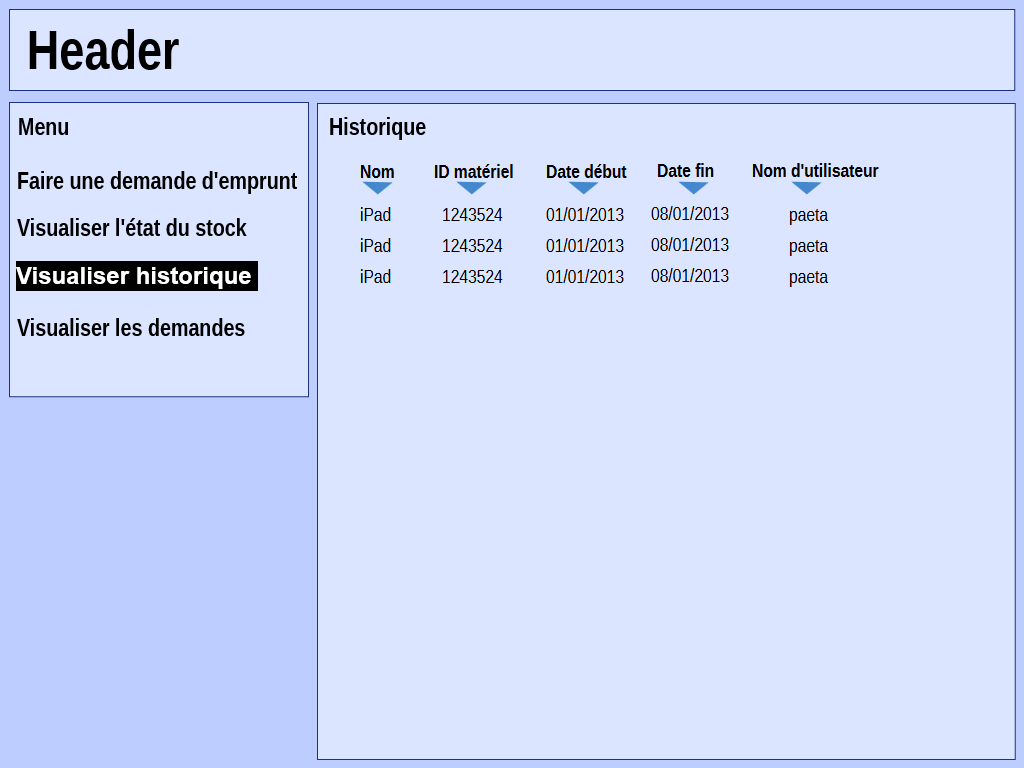 Header
Menu
Faire une demande d'emprunt
Visualiser l'état du stock
Visualiser historique
Visualiser les demandes
Historique
Nom ID matériel Date début Date fin Nom d'utilisateur
iPad 1243524 01/01/2013 08/01/2013 paeta
iPad 1243524 01/01/2013 08/01/2013 paeta
iPad 1243524 01/01/2013 08/01/2013 paeta